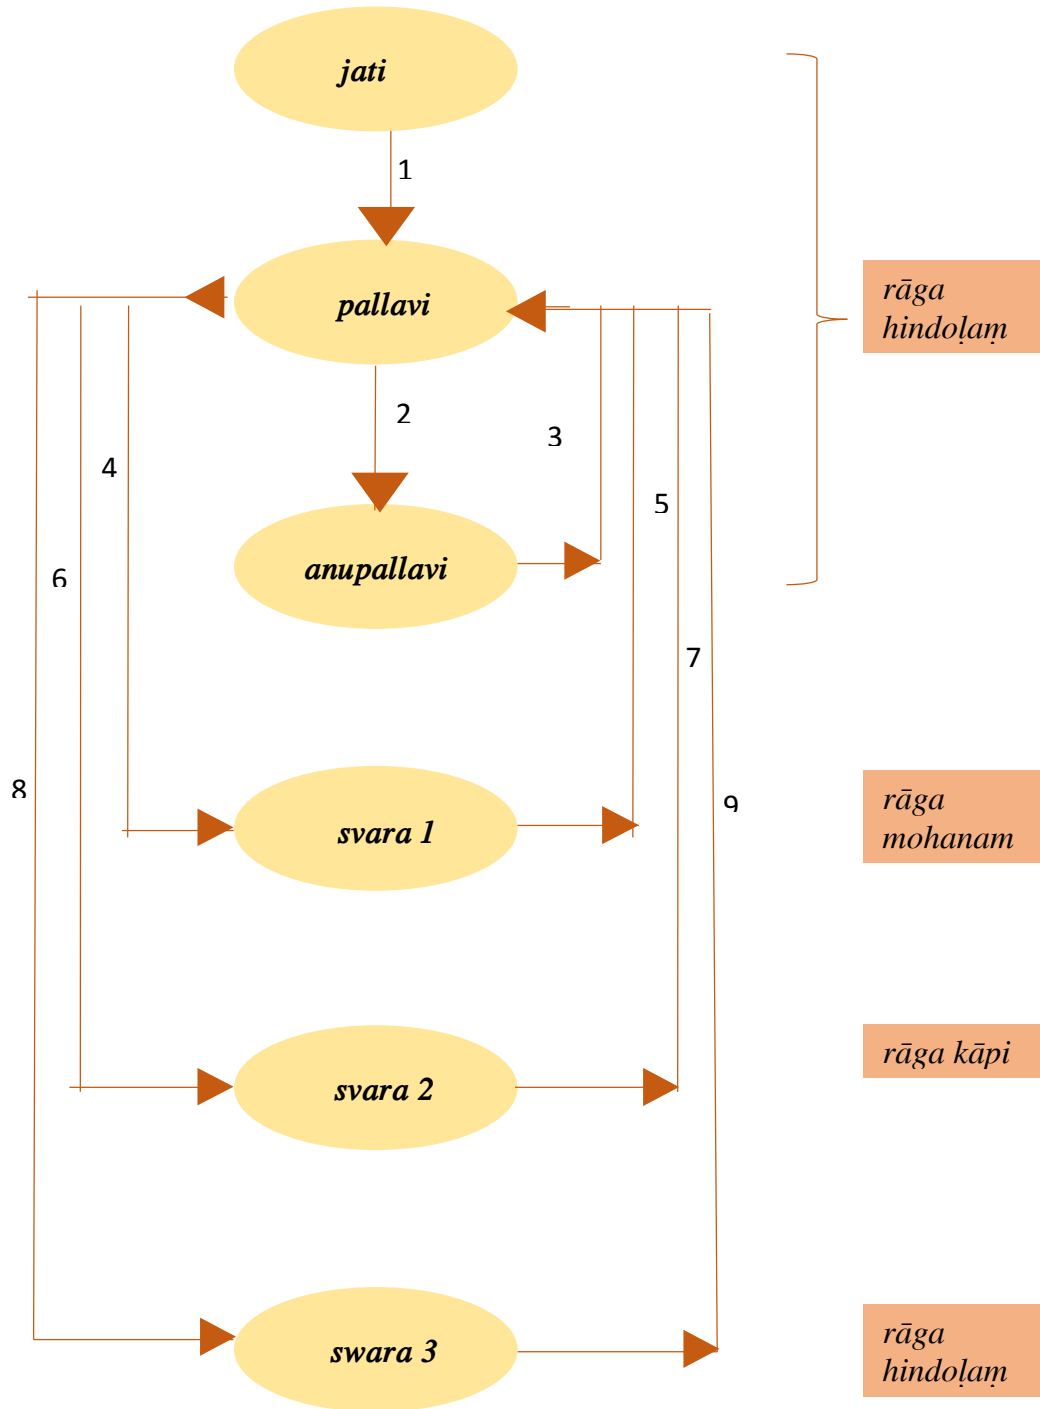 jati
1
pallavi
rāga
hindoḷaṃ
2
3
4
5
anupallavi
6
7
8
svara 1
9
rāga
mohanam
svara 2
rāga kāpi
swara 3
rāga
hindoḷaṃ